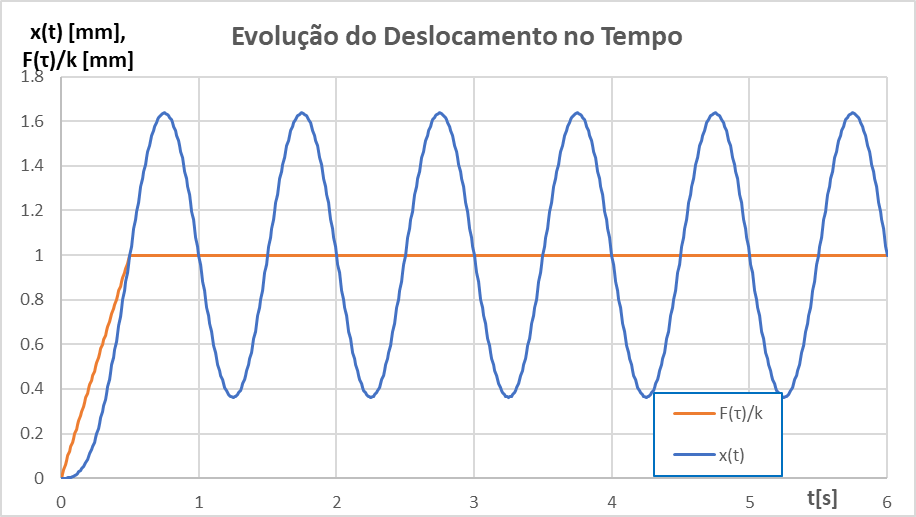 x(t) [mm],
F(τ)/k [mm]
Evolução do Deslocamento no Tempo
1.8
1.6
1.4
1.2
1
0.8
0.6
0.4
0.2
0
0 1 2 3 4 5 6
t[s]
F(τ)/k
x(t)